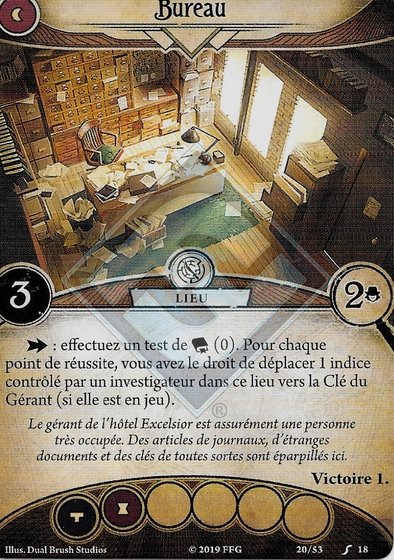 Bureau
3
LIEU
2
: effectuez un test de (0). Pour chaque
point de réussite, vous avez le droit de déplacer 1 indice
contrôlé par un investigateur dans ce lieu vers la Clé du
Gérant (si elle est en jeu).
Le gérant de l'hôtel Excelsior est assurément une personne
très occupée. Des articles de journaux, d'étranges
documents et des clés de toutes sortes sont éparpillés ici.
Victoire 1.
Illus. Dual Brush Studios
© 2019 FFG
20/53
18
®